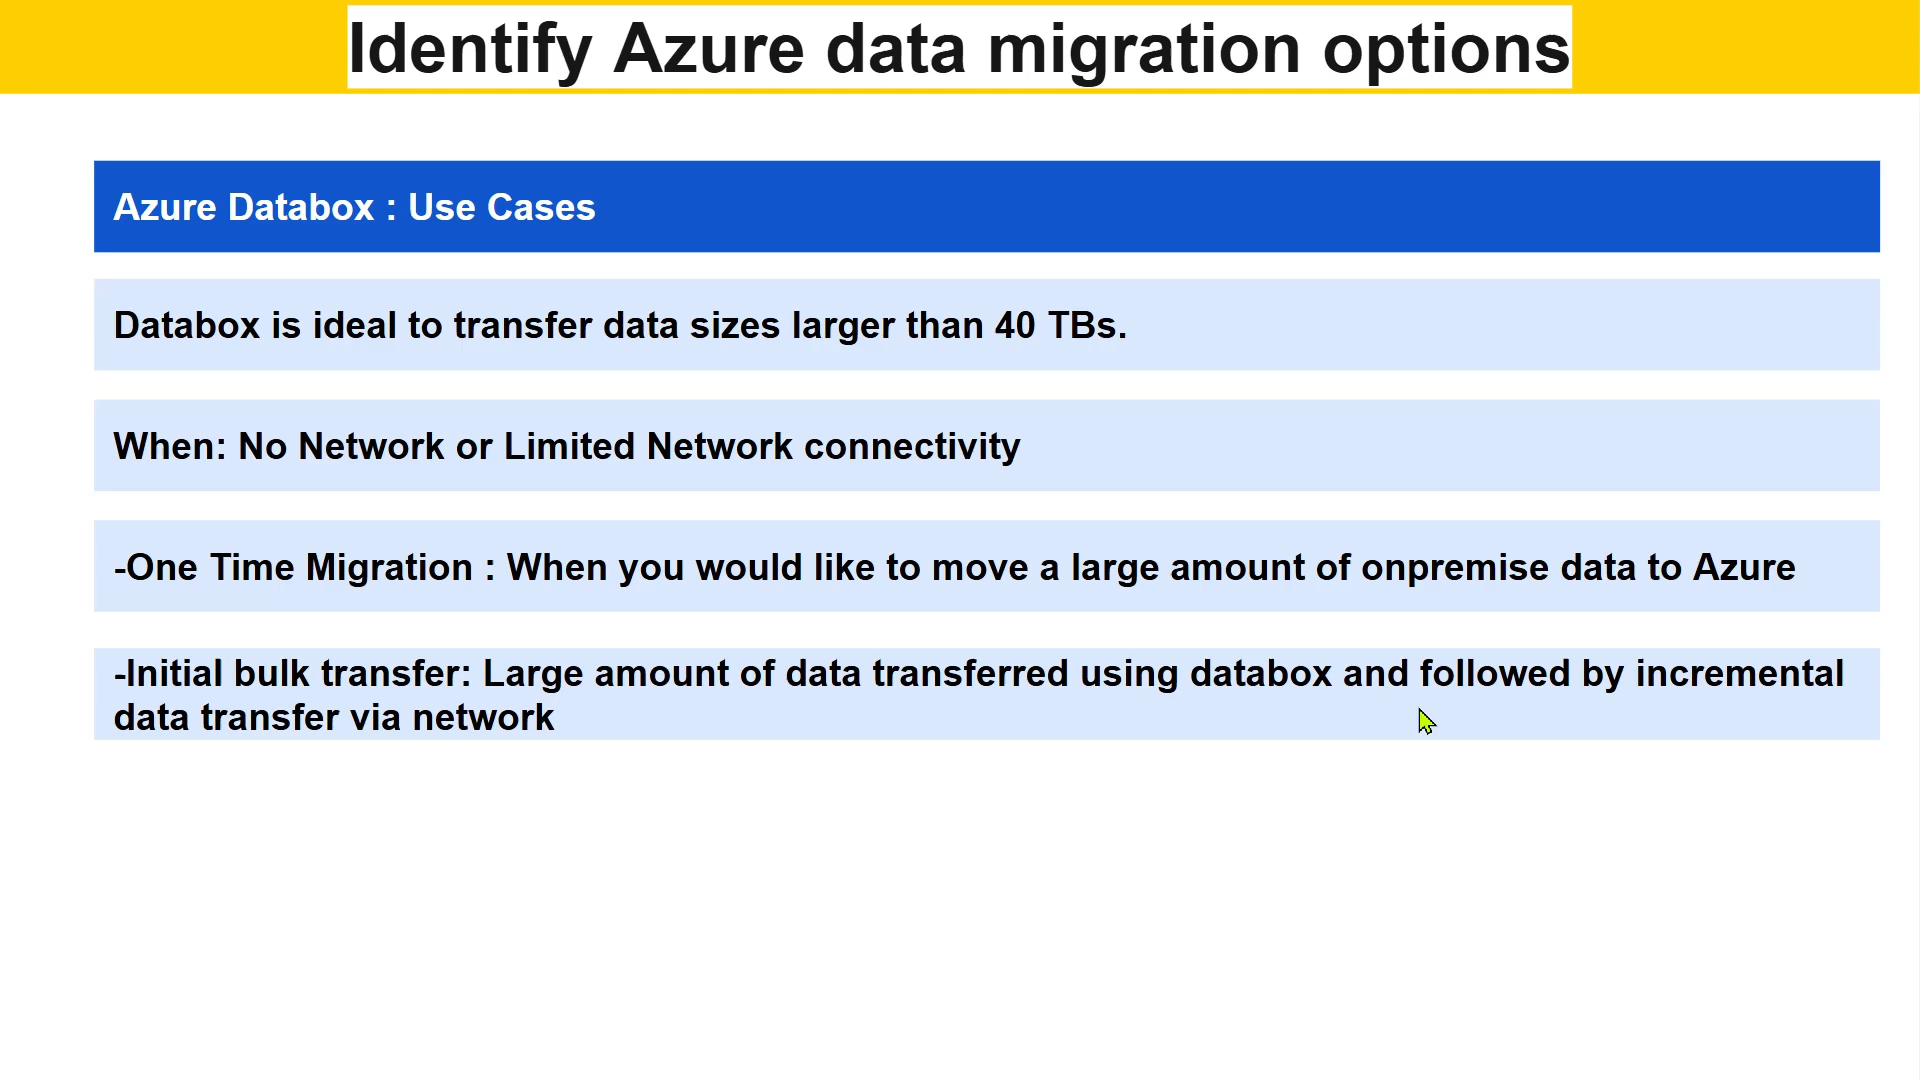 Identify Azure data migration options
Azure Databox : Use Cases
Databox is ideal to transfer data sizes larger than 40 TBs.
When: No Network or Limited Network connectivity
-One Time Migration : When you would like to move a large amount of onpremise data to Azure
-Initial bulk transfer: Large amount of data transferred using databox and followed by incremental
data transfer via network